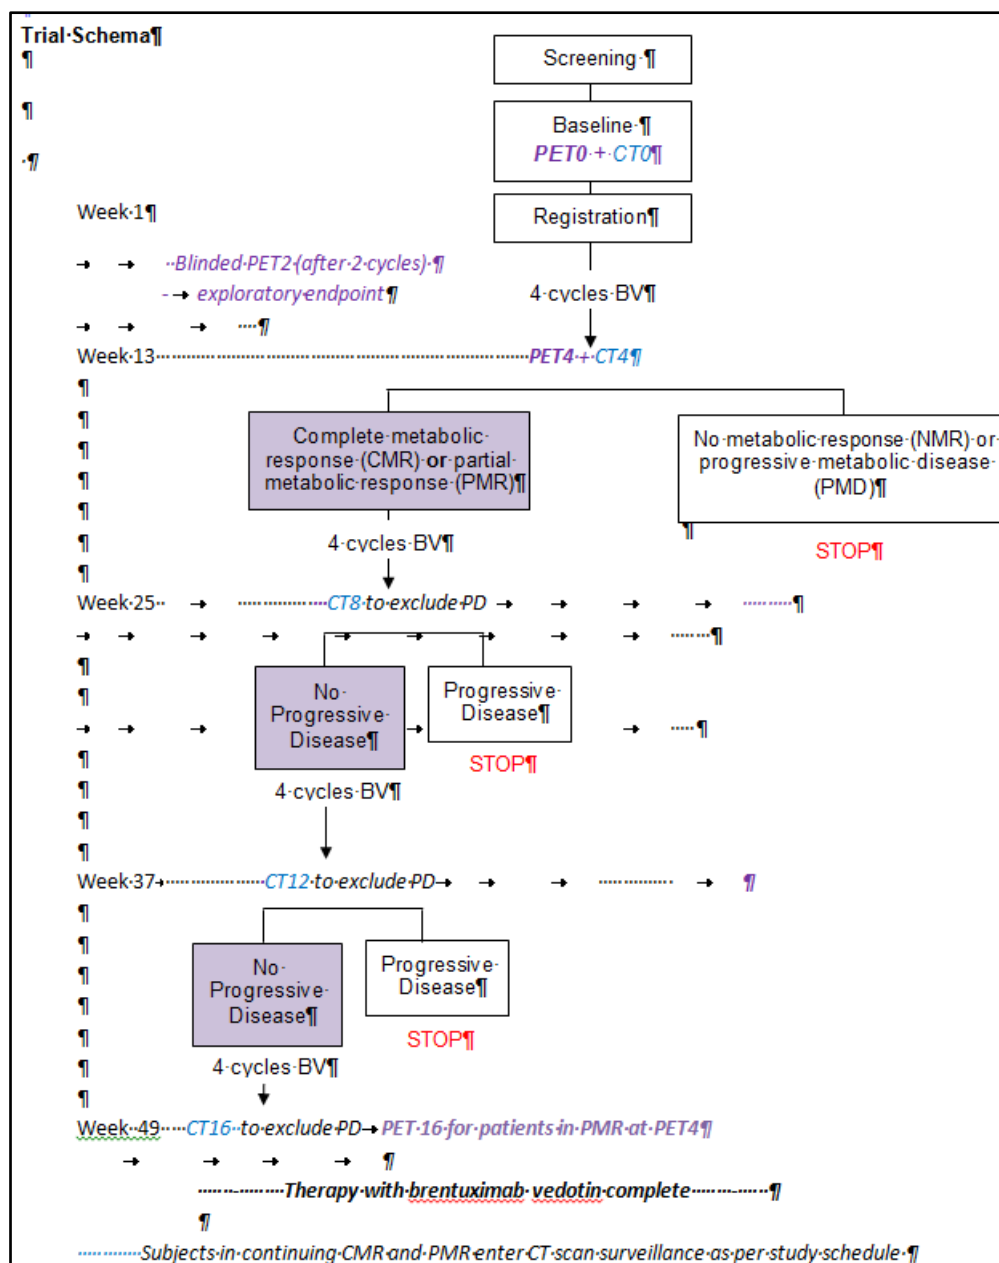 Trial Schema¶
¶
¶
·¶
Screening ¶
Baseline ¶
PET0 + CT0¶
Week 1¶
Registration¶
Blinded PET2 (after 2 cycles) ¶
- → exploratory endpoint¶
4 cycles BV¶
Week 13 PET4 + CT4¶
Complete metabolic
response (CMR) or partial
metabolic response (PMR)¶
No metabolic response (NMR) or
progressive metabolic disease
(PMD)¶
STOP¶
4 cycles BV¶
Week 25 CT8 to exclude PD
No
Progressive
Disease¶
Progressive
Disease¶
STOP¶
4 cycles BV¶
Week 37 CT12 to exclude PD
No
Progressive
Disease¶
Progressive
Disease¶
STOP¶
4 cycles BV¶
Week 49 CT16 to exclude PD → PET 16 for patients in PMR at PET4¶
Therapy with brentuximab vedotin complete ¶
¶
Subjects in continuing CMR and PMR enter CT scan surveillance as per study schedule ¶